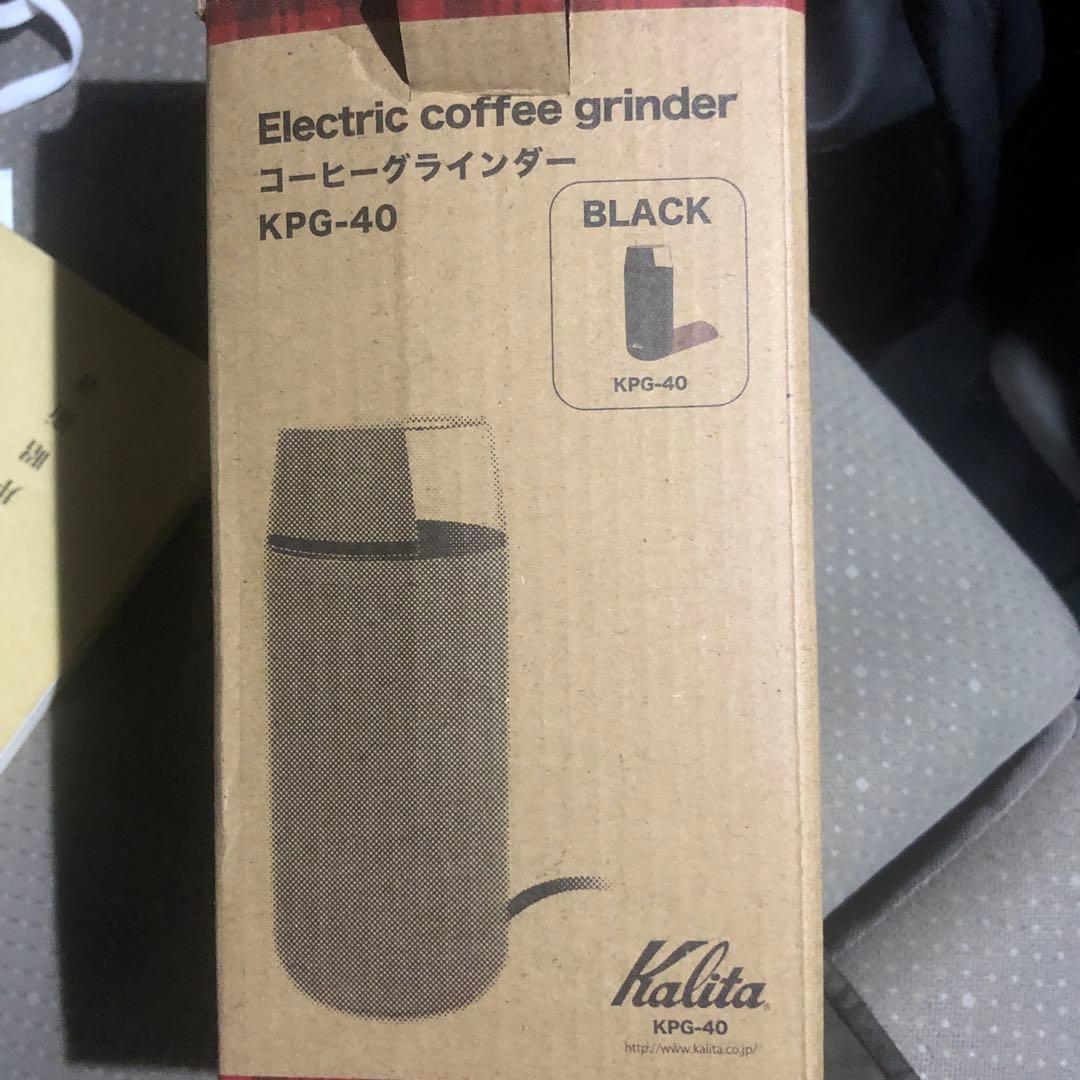 Electric coffee grinder
コーヒーグラインダー
KPG-40
BLACK
KPG-40
Kalita
KPG-40
http://www.kalita.co.jp/